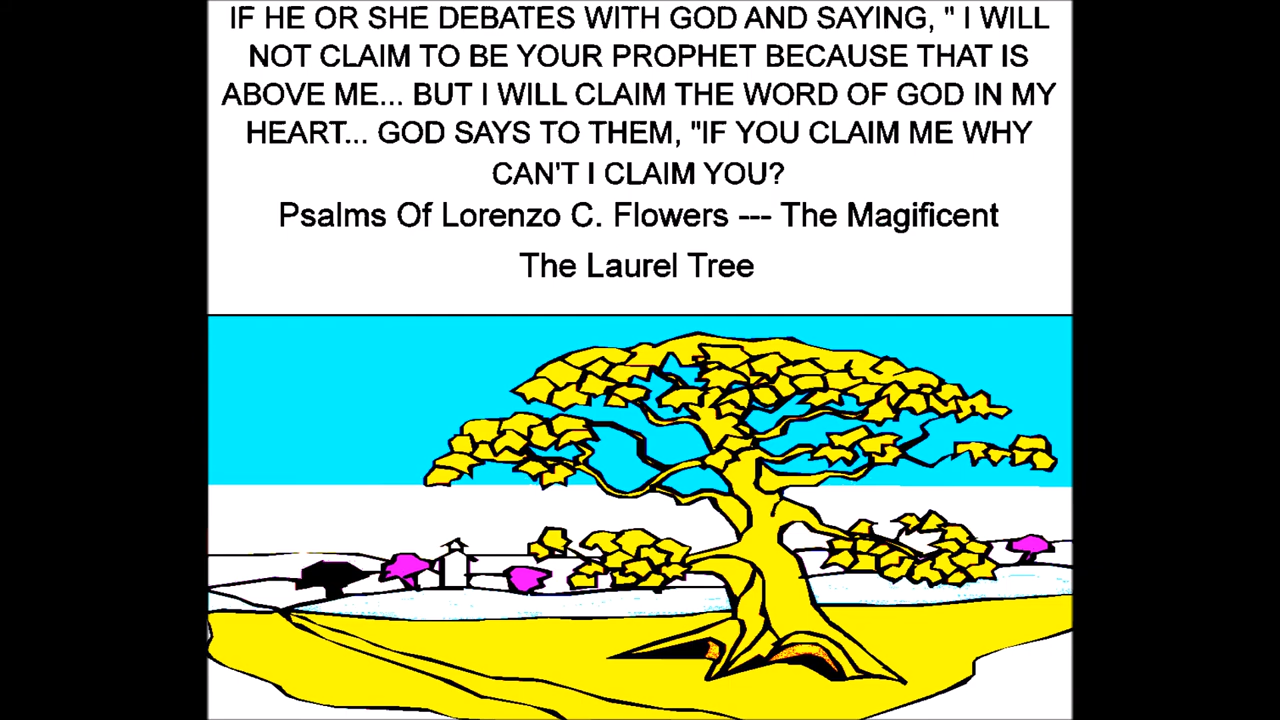 IF HE OR SHE DEBATES WITH GOD AND SAYING, " I WILL
NOT CLAIM TO BE YOUR PROPHET BECAUSE THAT IS
ABOVE ME... BUT I WILL CLAIM THE WORD OF GOD IN MY
HEART... GOD SAYS TO THEM, "IF YOU CLAIM ME WHY
CAN'T I CLAIM YOU?
Psalms Of Lorenzo C. Flowers --- The Magificent
The Laurel Tree